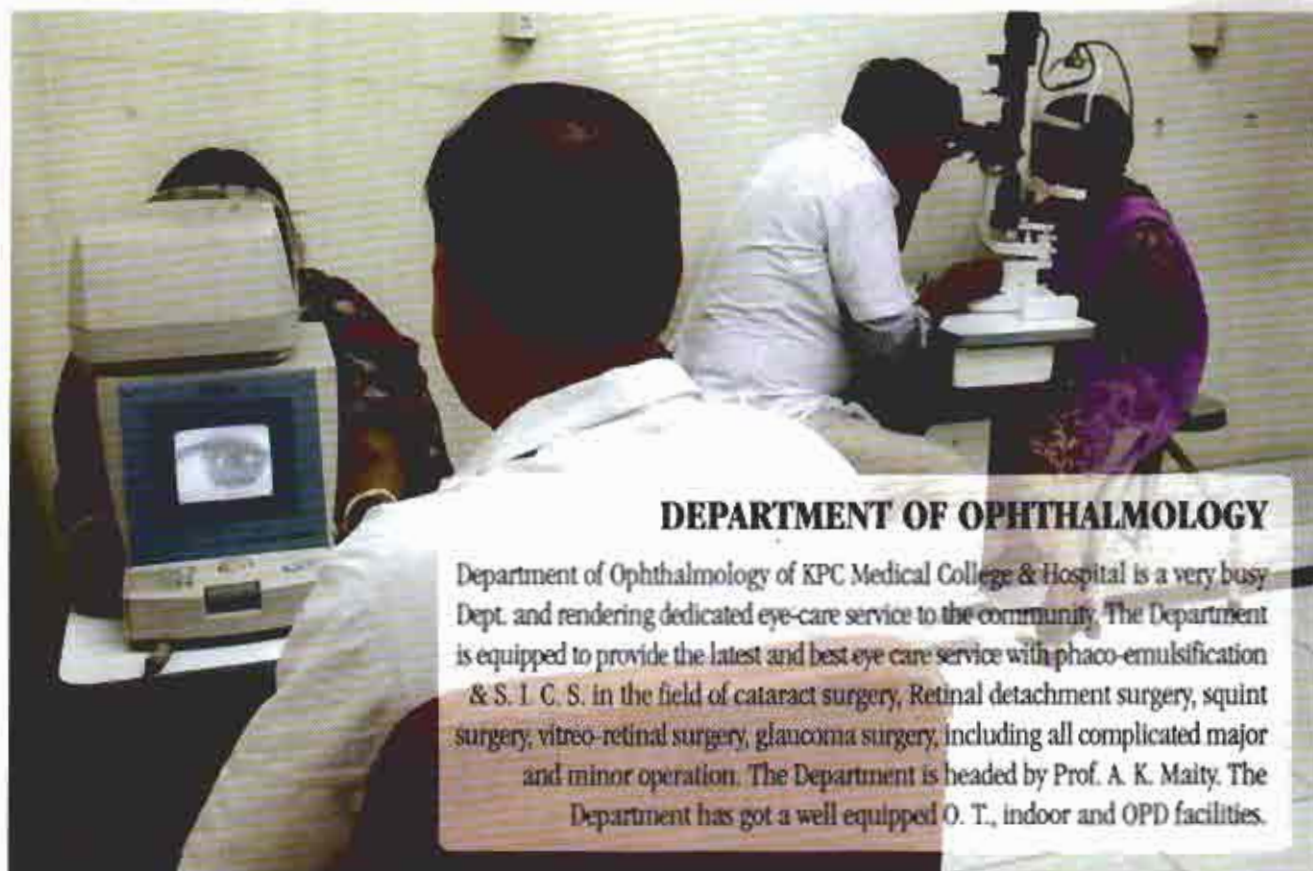 DEPARTMENT OF OPHTHALMOLOGY
Department of Ophthalmology of KPC Medical College & Hospital is a very busy
Dept. and rendering dedicated eye-care service to the community. The Department
is equipped to provide the latest and best eye care service with phaco-emulsification
& S. I. C. S. in the field of cataract surgery, Retinal detachment surgery, squint
surgery, vitreo-retinal surgery, glaucoma surgery, including all complicated major
and minor operation. The Department is headed by Prof. A. K. Maity. The
Department has got a well equipped O. T., indoor and OPD facilities.